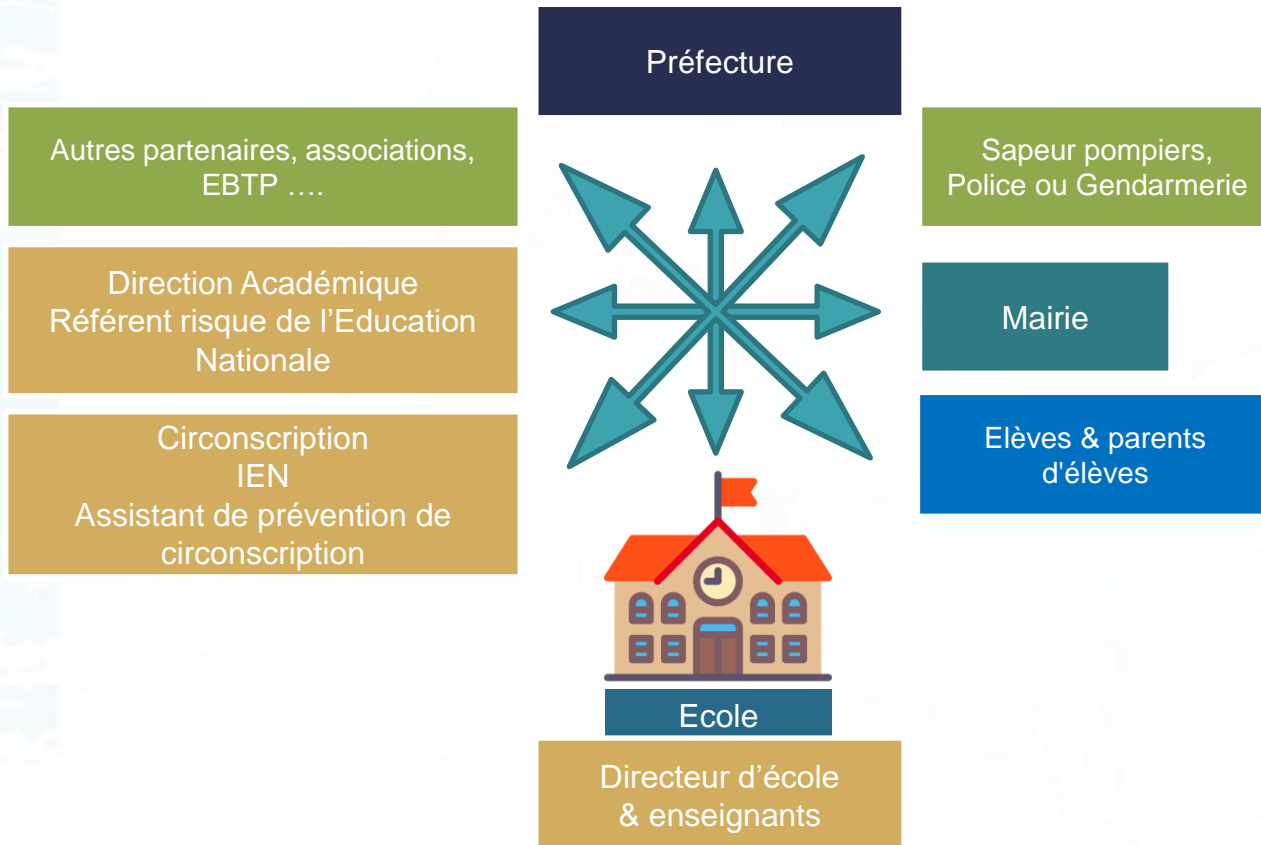 Préfecture
Autres partenaires, associations,
EBTP ….
Sapeur pompiers,
Police ou Gendarmerie
Direction Académique
Référent risque de l’Education
Nationale
Mairie
Circonscription
IEN
Assistant de prévention de
circonscription
Elèves & parents
d'élèves
Ecole
Directeur d’école
& enseignants